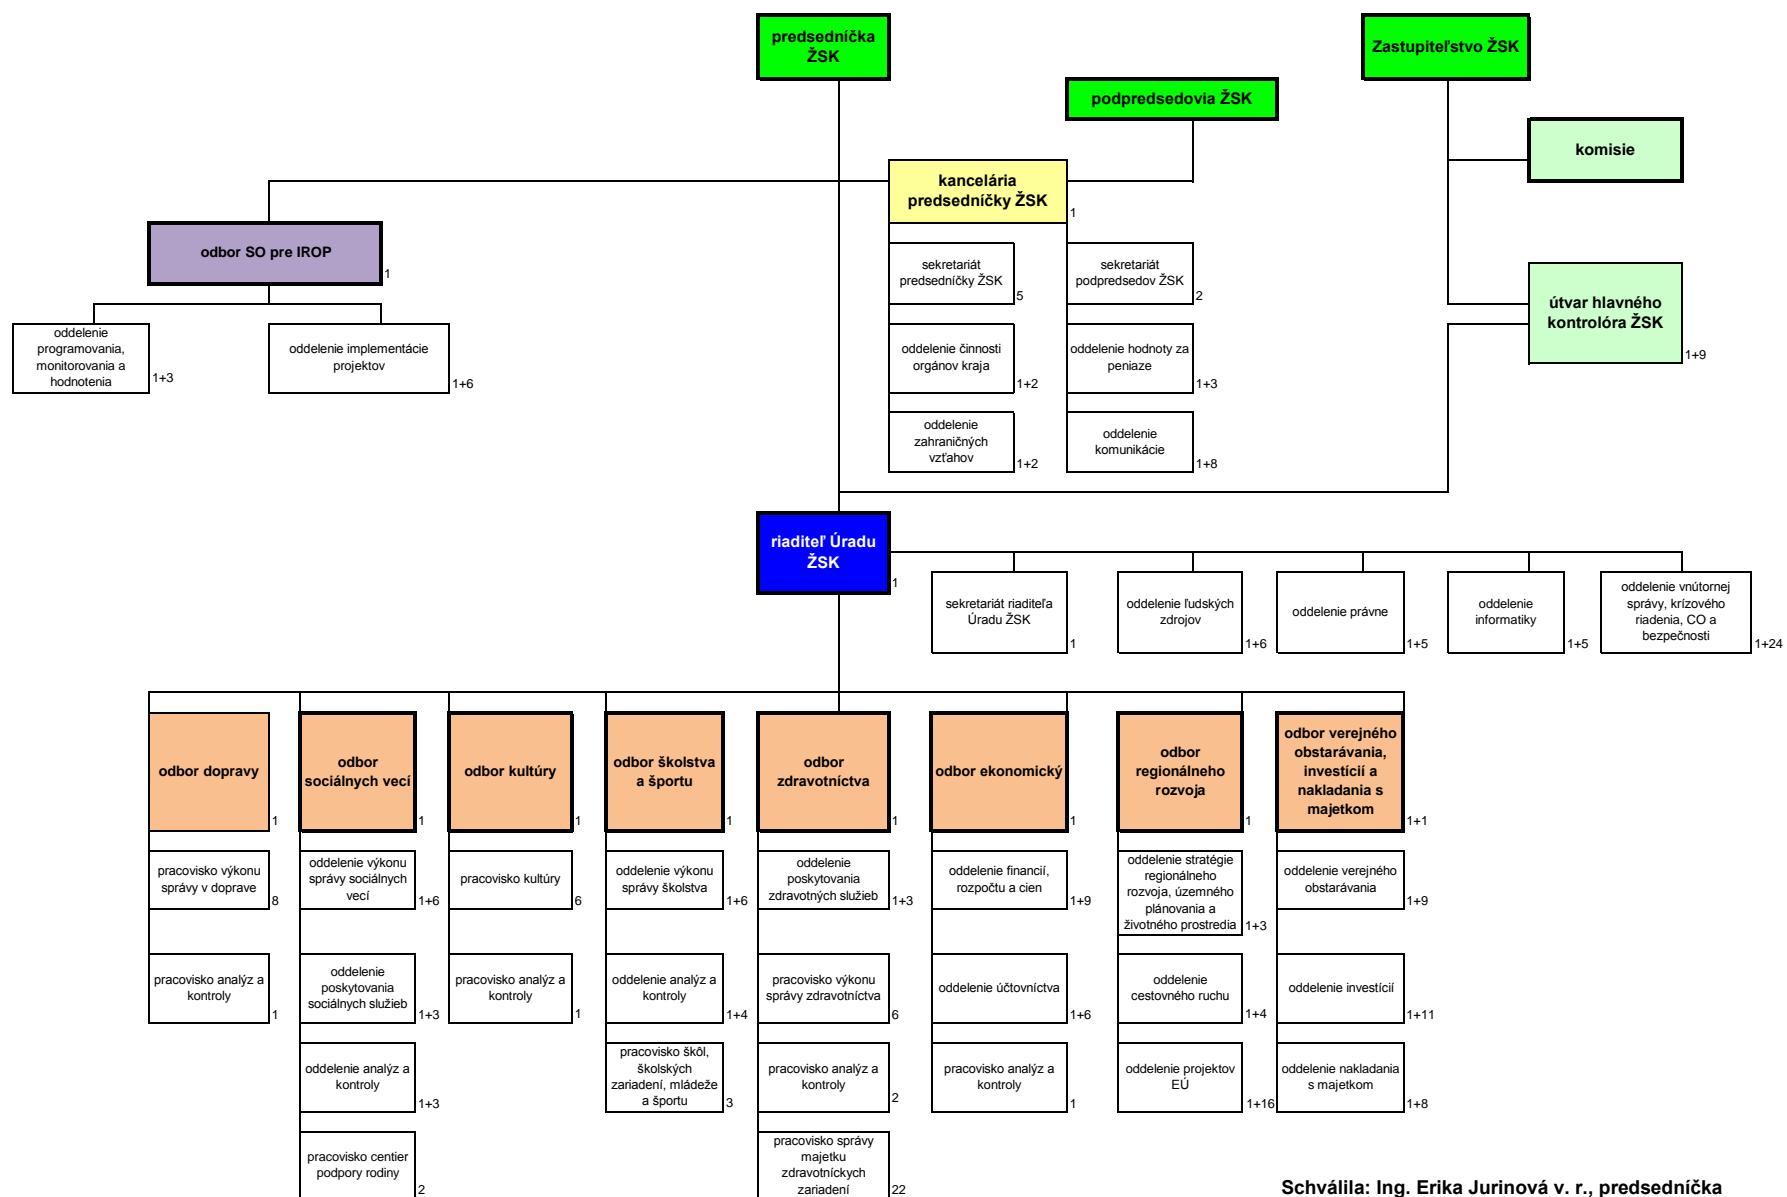 predsedníčka
ŽSK
Zastupiteľstvo ŽSK
podpredsedovia ŽSK
komisie
kancelária
predsedníčky ŽSK
1
odbor SO pre IROP
1
sekretariát
predsedníčky ŽSK
5
sekretariát
podpredsedov ŽSK
2
útvar hlavného
kontrolóra ŽSK
1+9
oddelenie
programovania,
monitorovania a
hodnotenia
1+3
oddelenie implementácie
projektov
1+6
oddelenie činnosti
orgánov kraja
1+2
oddelenie hodnoty za
peniaze
1+3
oddelenie
zahraničných
vzťahov
1+2
oddelenie
komunikácie
1+8
riaditeľ Úradu
ŽSK
1
sekretariát riaditeľa
Úradu ŽSK
1
oddelenie ľudských
zdrojov
1+6
oddelenie právne
1+5
oddelenie
informatiky
1+5
oddelenie vnútornej
správy, krízového
riadenia, CO a
bezpečnosti
1+24
odbor dopravy
1
odbor
sociálnych vecí
1
odbor kultúry
1
odbor školstva
a športu
1
odbor
zdravotníctva
1
odbor ekonomický
1
odbor
regionálneho
rozvoja
1
odbor verejného
obstarávania,
investícií a
nakladania s
majetkom
1+1
pracovisko výkonu
správy v doprave
8
oddelenie výkonu
správy sociálnych
vecí
1+6
pracovisko kultúry
6
oddelenie výkonu
správy školstva
1+6
oddelenie
poskytovania
zdravotných služieb
1+3
oddelenie financií,
rozpočtu a cien
1+9
oddelenie stratégie
regionálneho
rozvoja, územného
plánovania a
životného prostredia
1+3
oddelenie verejného
obstarávania
1+9
pracovisko analýz a
kontroly
1
oddelenie
poskytovania
sociálnych služieb
1+3
pracovisko analýz a
kontroly
1
oddelenie analýz a
kontroly
1+4
pracovisko výkonu
správy zdravotníctva
6
oddelenie účtovníctva
1+6
oddelenie
cestovného ruchu
1+4
oddelenie investícií
1+11
oddelenie analýz a
kontroly
1+3
pracovisko škôl,
školských
zariadení, mládeže
a športu
3
pracovisko analýz a
kontroly
2
pracovisko analýz a
kontroly
1
oddelenie projektov
EÚ
1+16
oddelenie nakladania
s majetkom
1+8
pracovisko centier
podpory rodiny
2
pracovisko správy
majetku
zdravotníckych
zariadení
22
Schválila: Ing. Erika Jurinová v. r., predsedníčka